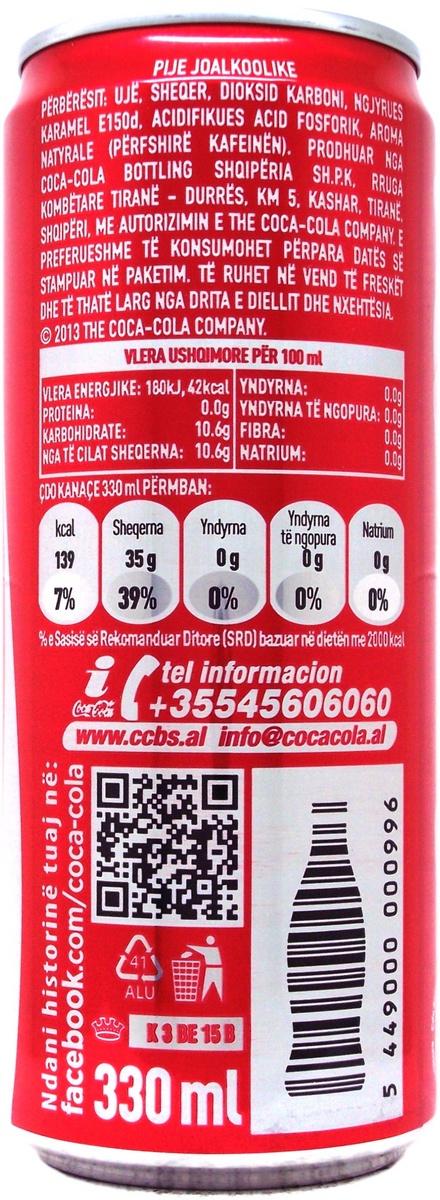 PIJE JOALKOOLIKE
PËRBËRËSIT: UJË, SHEQER, DIOKSID KARBONI, NGJYRUES
KARAMEL E150d, ACIDIFIKUES ACID FOSFORIK, AROMA
NATYRALE (PËRFSHIRË KAFEINËN). PRODHUAR NGA
COCA-COLA BOTTLING SHQIPËRIA SH.P.K. RRUGA
KOMBËTARE TIRANË - DURRËS, KM 5, KASHAR, TIRANË,
SHQIPËRI, ME AUTORIZIMIN E THE COCA-COLA COMPANY. E
PREFERUESHME TË KONSUMOHET PËRPARA DATËS SË
STAMPUAR NË PAKETIM. TË RUHET NË VEND TË FRESKËT
DHE TË THATË LARG NGA DRITA E DIELLIT DHE NXEHTËSIA.
© 2013 THE COCA-COLA COMPANY.
VLERA USHQIMORE PËR 100 ml
VLERA ENERGJIKE: 180kJ, 42kcal
PROTEINA: 0.0g
KARBOHIDRATE: 10.6g
NGA TË CILAT SHEQERNA: 10.6g
YNDYRNA: 0.0g
YNDYRNA TË NGOPURA: 0.0g
FIBRA: 0.0g
NATRIUM: 0.0g
ÇDO KANAÇE 330 ml PËRMBAN:
kcal
139
7%
Sheqerna
35 g
39%
Yndyrna
0 g
0%
Yndyrna
të ngopura
0 g
0%
Natrium
0g
0%
% e Sasisë së Rekomanduar Ditore (SRD) bazuar në dietën me 2000 kcal
i
Coca-Cola
tel informacion
+35545606060
www.ccbs.al info@cocacola.al
Ndani historinë tuaj në:
facebook.com/coca-cola
41
ALU
K 3 BE 15 B
330 ml
5 449000 000996